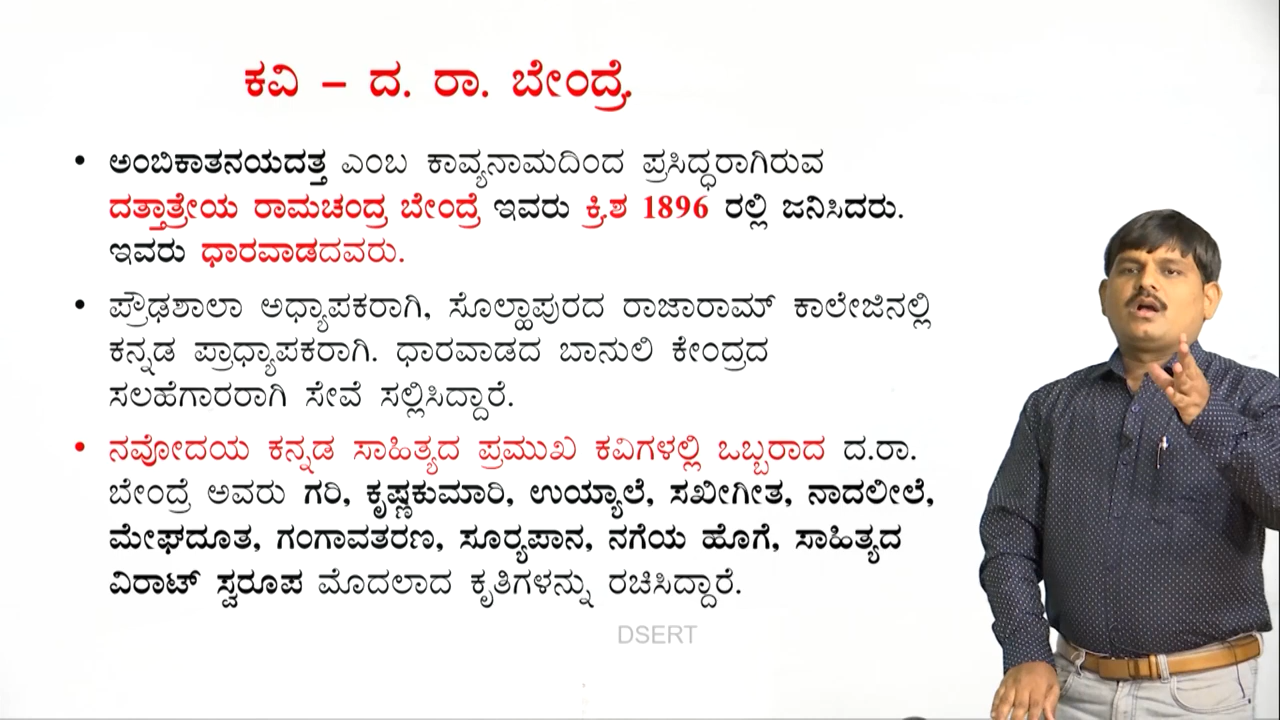 ಕವಿ – ದ. ರಾ. ಬೇಂದ್ರೆ.
• ಅಂಬಿಕಾತನಯದತ್ತ ಎಂಬ ಕಾವ್ಯನಾಮದಿಂದ ಪ್ರಸಿದ್ಧರಾಗಿರುವ
ದತ್ತಾತ್ರೇಯ ರಾಮಚಂದ್ರ ಬೇಂದ್ರೆ ಇವರು ಕ್ರಿ.ಶ 1896 ರಲ್ಲಿ ಜನಿಸಿದರು.
ಇವರು ಧಾರವಾಡದವರು.
• ಪ್ರೌಢಶಾಲಾ ಅಧ್ಯಾಪಕರಾಗಿ, ಸೊಲ್ಹಾಪುರದ ರಾಜಾರಾಮ್ ಕಾಲೇಜಿನಲ್ಲಿ
ಕನ್ನಡ ಪ್ರಾಧ್ಯಾಪಕರಾಗಿ. ಧಾರವಾಡದ ಬಾನುಲಿ ಕೇಂದ್ರದ
ಸಲಹೆಗಾರರಾಗಿ ಸೇವೆ ಸಲ್ಲಿಸಿದ್ದಾರೆ.
• ನವೋದಯ ಕನ್ನಡ ಸಾಹಿತ್ಯದ ಪ್ರಮುಖ ಕವಿಗಳಲ್ಲಿ ಒಬ್ಬರಾದ ದ.ರಾ.
ಬೇಂದ್ರೆ ಅವರು ಗರಿ, ಕೃಷ್ಣಕುಮಾರಿ, ಉಯ್ಯಾಲೆ, ಸಖೀಗೀತ, ನಾದಲೀಲೆ,
ಮೇಘದೂತ, ಗಂಗಾವತರಣ, ಸೂರ‍್ಯಪಾನ, ನಗೆಯ ಹೊಗೆ, ಸಾಹಿತ್ಯದ
ವಿರಾಟ್ ಸ್ವರೂಪ ಮೊದಲಾದ ಕೃತಿಗಳನ್ನು ರಚಿಸಿದ್ದಾರೆ.
DSERT